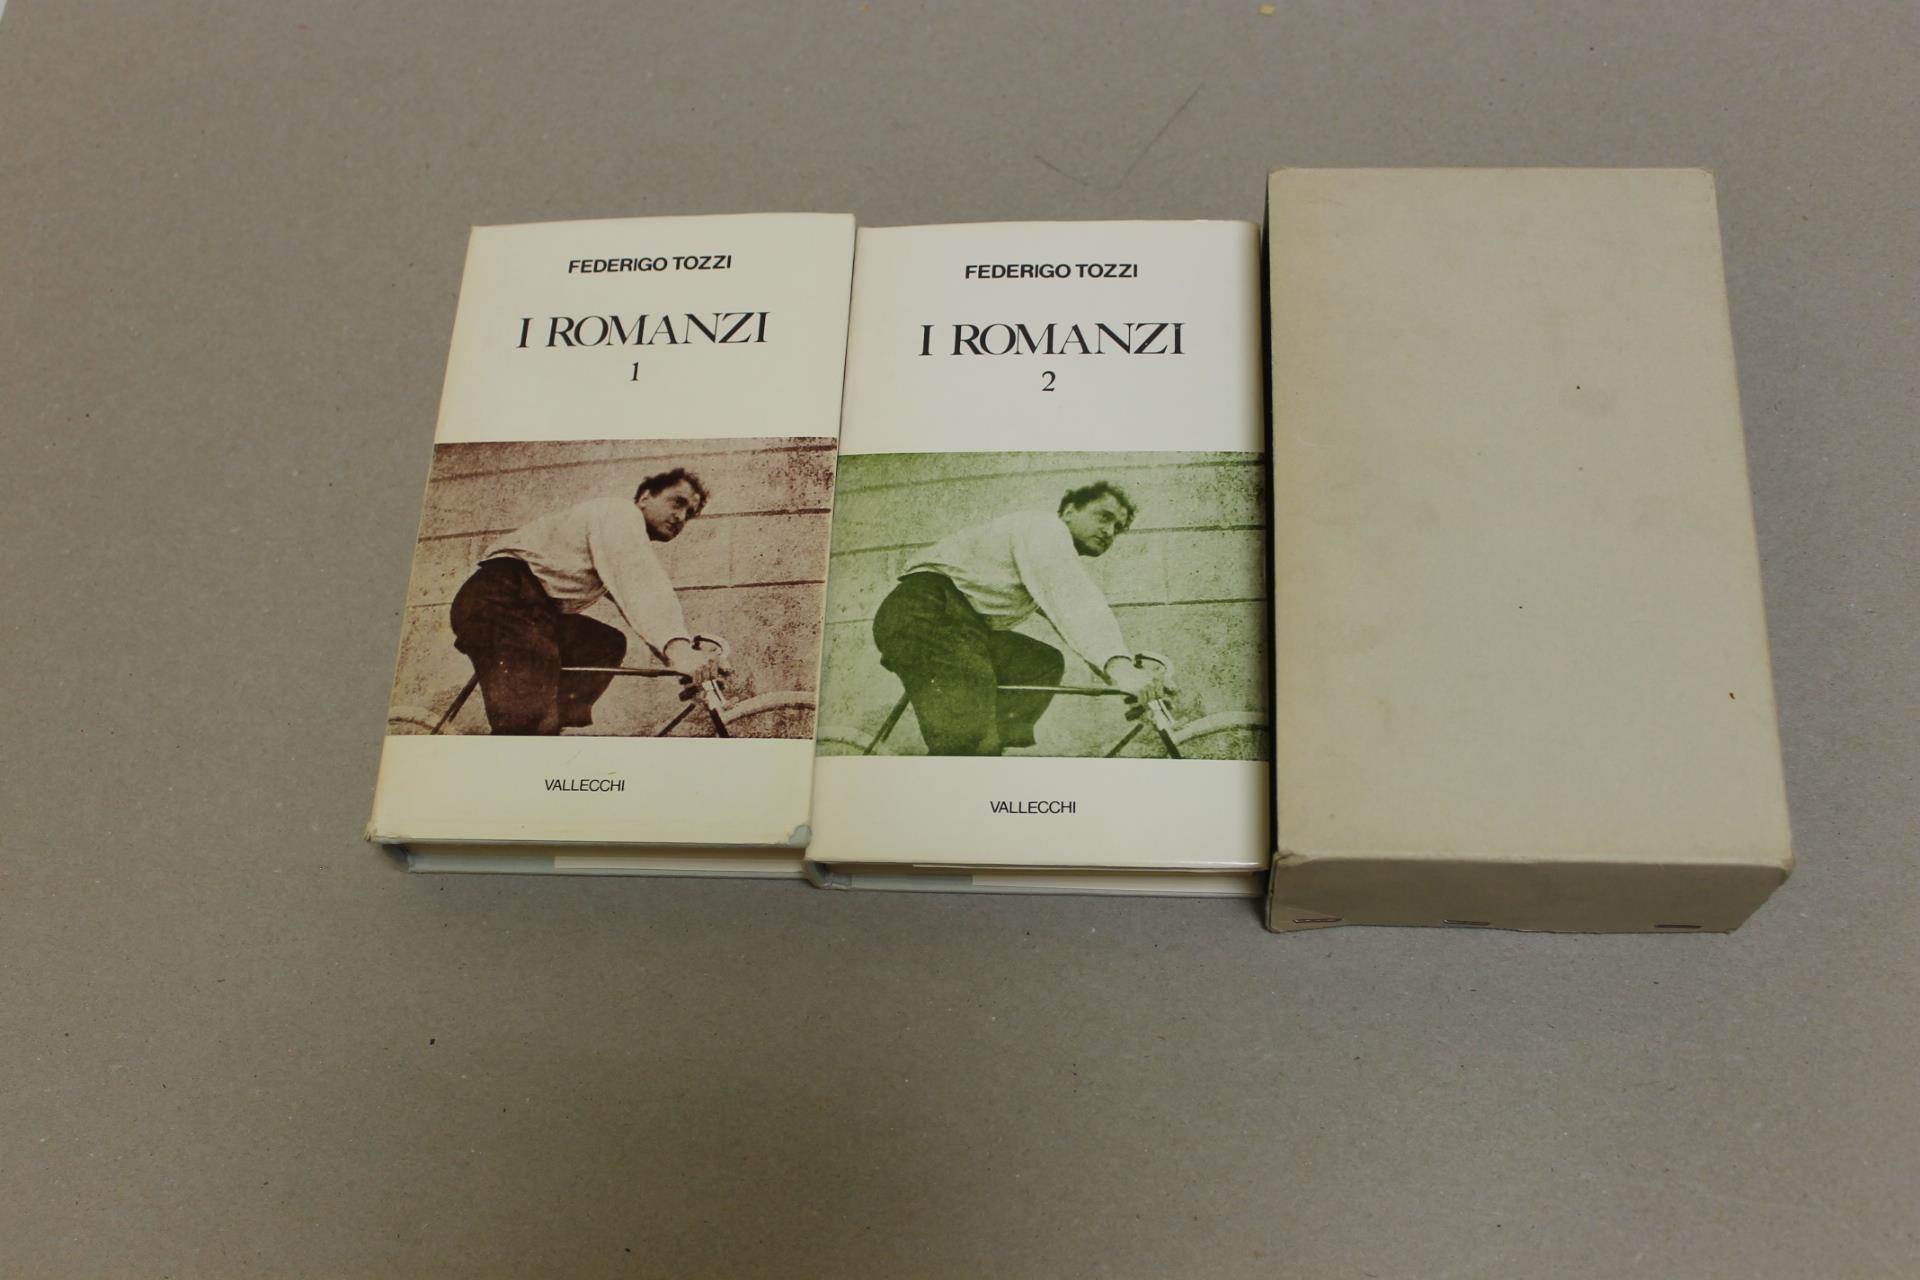 FEDERIGO TOZZI
I ROMANZI
1
VALLECCHI
FEDERIGO TOZZI
I ROMANZI
2
VALLECCHI